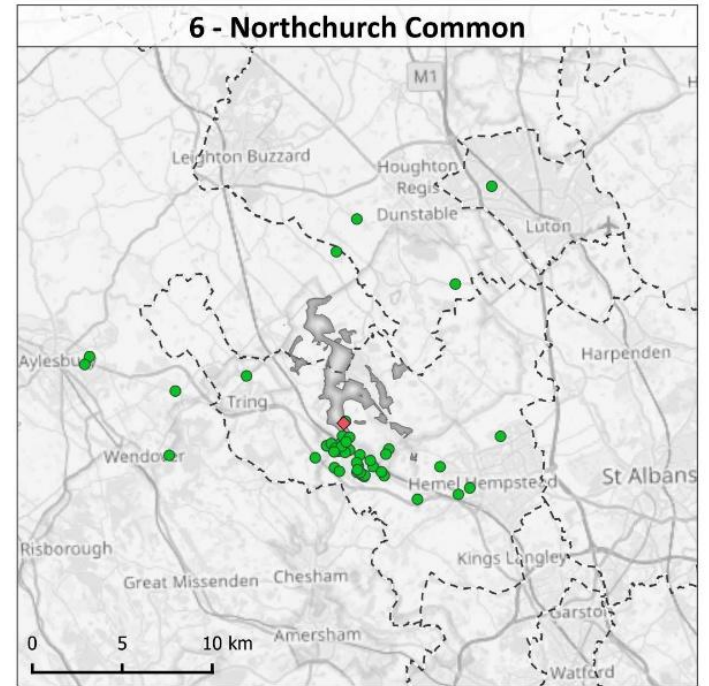 6 - Northchurch Common
M1
H
Leighton Buzzard
Houghton
Regis
Dunstable
Luton
Aylesbu
Harpenden
Tring
Wendover
Hemel Hempstead
St Albans
Risborough
Kings Langley
Great Missenden
Chesham
Garston
Amersham
Watford
0 5 10 km